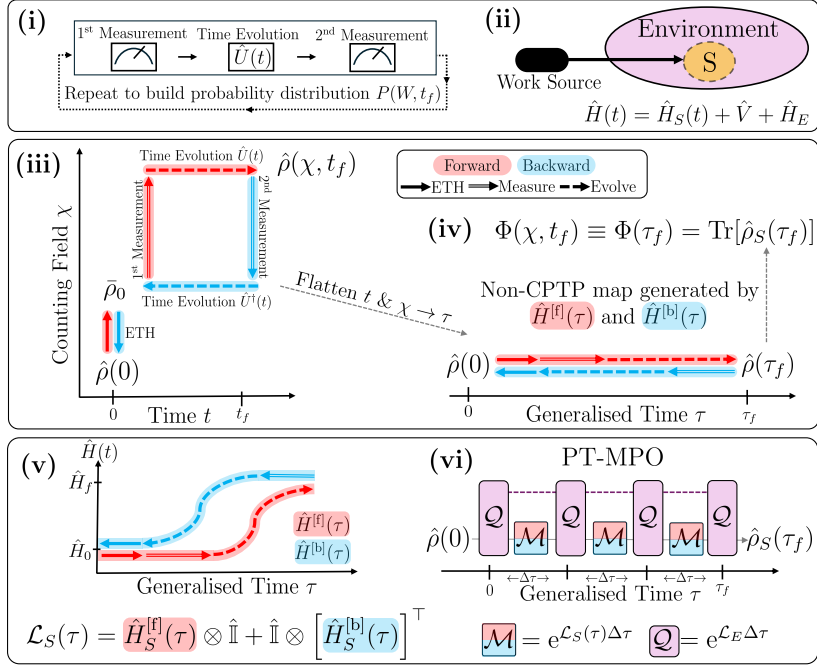 (i)
1st Measurement
Time Evolution
2nd Measurement
Û(t)
Repeat to build probability distribution P(W, t_f)
(ii)
Environment
S
Work Source
Ĥ(t) = Ĥ_S(t) + V̂ + Ĥ_E
(iii)
Counting Field χ
Time Evolution Û(t)
ρ̂(χ, t_f)
1st Measurement
2nd Measurement
Time Evolution Û†(t)
ρ̄_0
ETH
ρ̂(0)
0
Time t
t_f
Flatten t & χ → τ
Forward
Backward
ETH
Measure
Evolve
(iv)
Φ(χ, t_f) ≡ Φ(τ_f) = Tr[ρ̂_S(τ_f)]
Non-CPTP map generated by
Ĥ^[f](τ) and Ĥ^[b](τ)
ρ̂(0)
ρ̂(τ_f)
0
Generalised Time τ
τ_f
(v)
Ĥ(t)
Ĥ_f
Ĥ_0
Ĥ^[f](τ)
Ĥ^[b](τ)
Generalised Time τ
ℒ_S(τ) = Ĥ_S^[f](τ) ⊗ 𝕀̂ + 𝕀̂ ⊗ [Ĥ_S^[b](τ)]^⊤
(vi)
PT-MPO
𝒬 𝒬 𝒬 𝒬
ℳ ℳ ℳ
ρ̂(0)
ρ̂_S(τ_f)
0
←Δτ→ ←Δτ→ ←Δτ→
τ_f
Generalised Time τ
ℳ = e^{ℒ_S(τ)Δτ}
𝒬 = e^{ℒ_E Δτ}